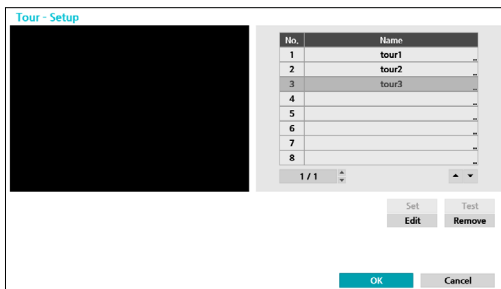 Tour - Setup
No. Name
1 tour1 ...
2 tour2 ...
3 tour3 ...
4 ...
5 ...
6 ...
7 ...
8 ...
1 / 1
Set Test
Edit Remove
OK Cancel